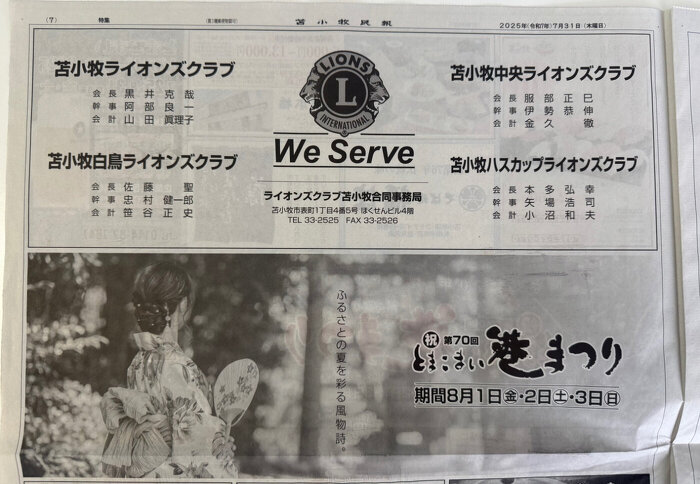 (7)
特集
苫小牧民報
2025年(令和7年)7月31日(木曜日)
苫小牧ライオンズクラブ
会長 黒井克哉
幹事 阿部良一
会計 山田眞理子
苫小牧白鳥ライオンズクラブ
会長 佐藤聖
幹事 忠村健一郎
会計 笹谷正史
LIONS
L
INTERNATIONAL
We Serve
ライオンズクラブ苫小牧合同事務局
苫小牧市表町1丁目4番5号 ほくせんビル4階
TEL 33-2525 FAX 33-2526
苫小牧中央ライオンズクラブ
会長 服部正巳
幹事 伊勢恭伸
会計 金久徹
苫小牧ハスカップライオンズクラブ
会長 本多弘幸
幹事 矢場浩司
会計 小沼和夫
ふるさとの夏を彩る風物詩。
祝 第70回
とまこまい港まつり
期間8月1日金・2日土・3日日